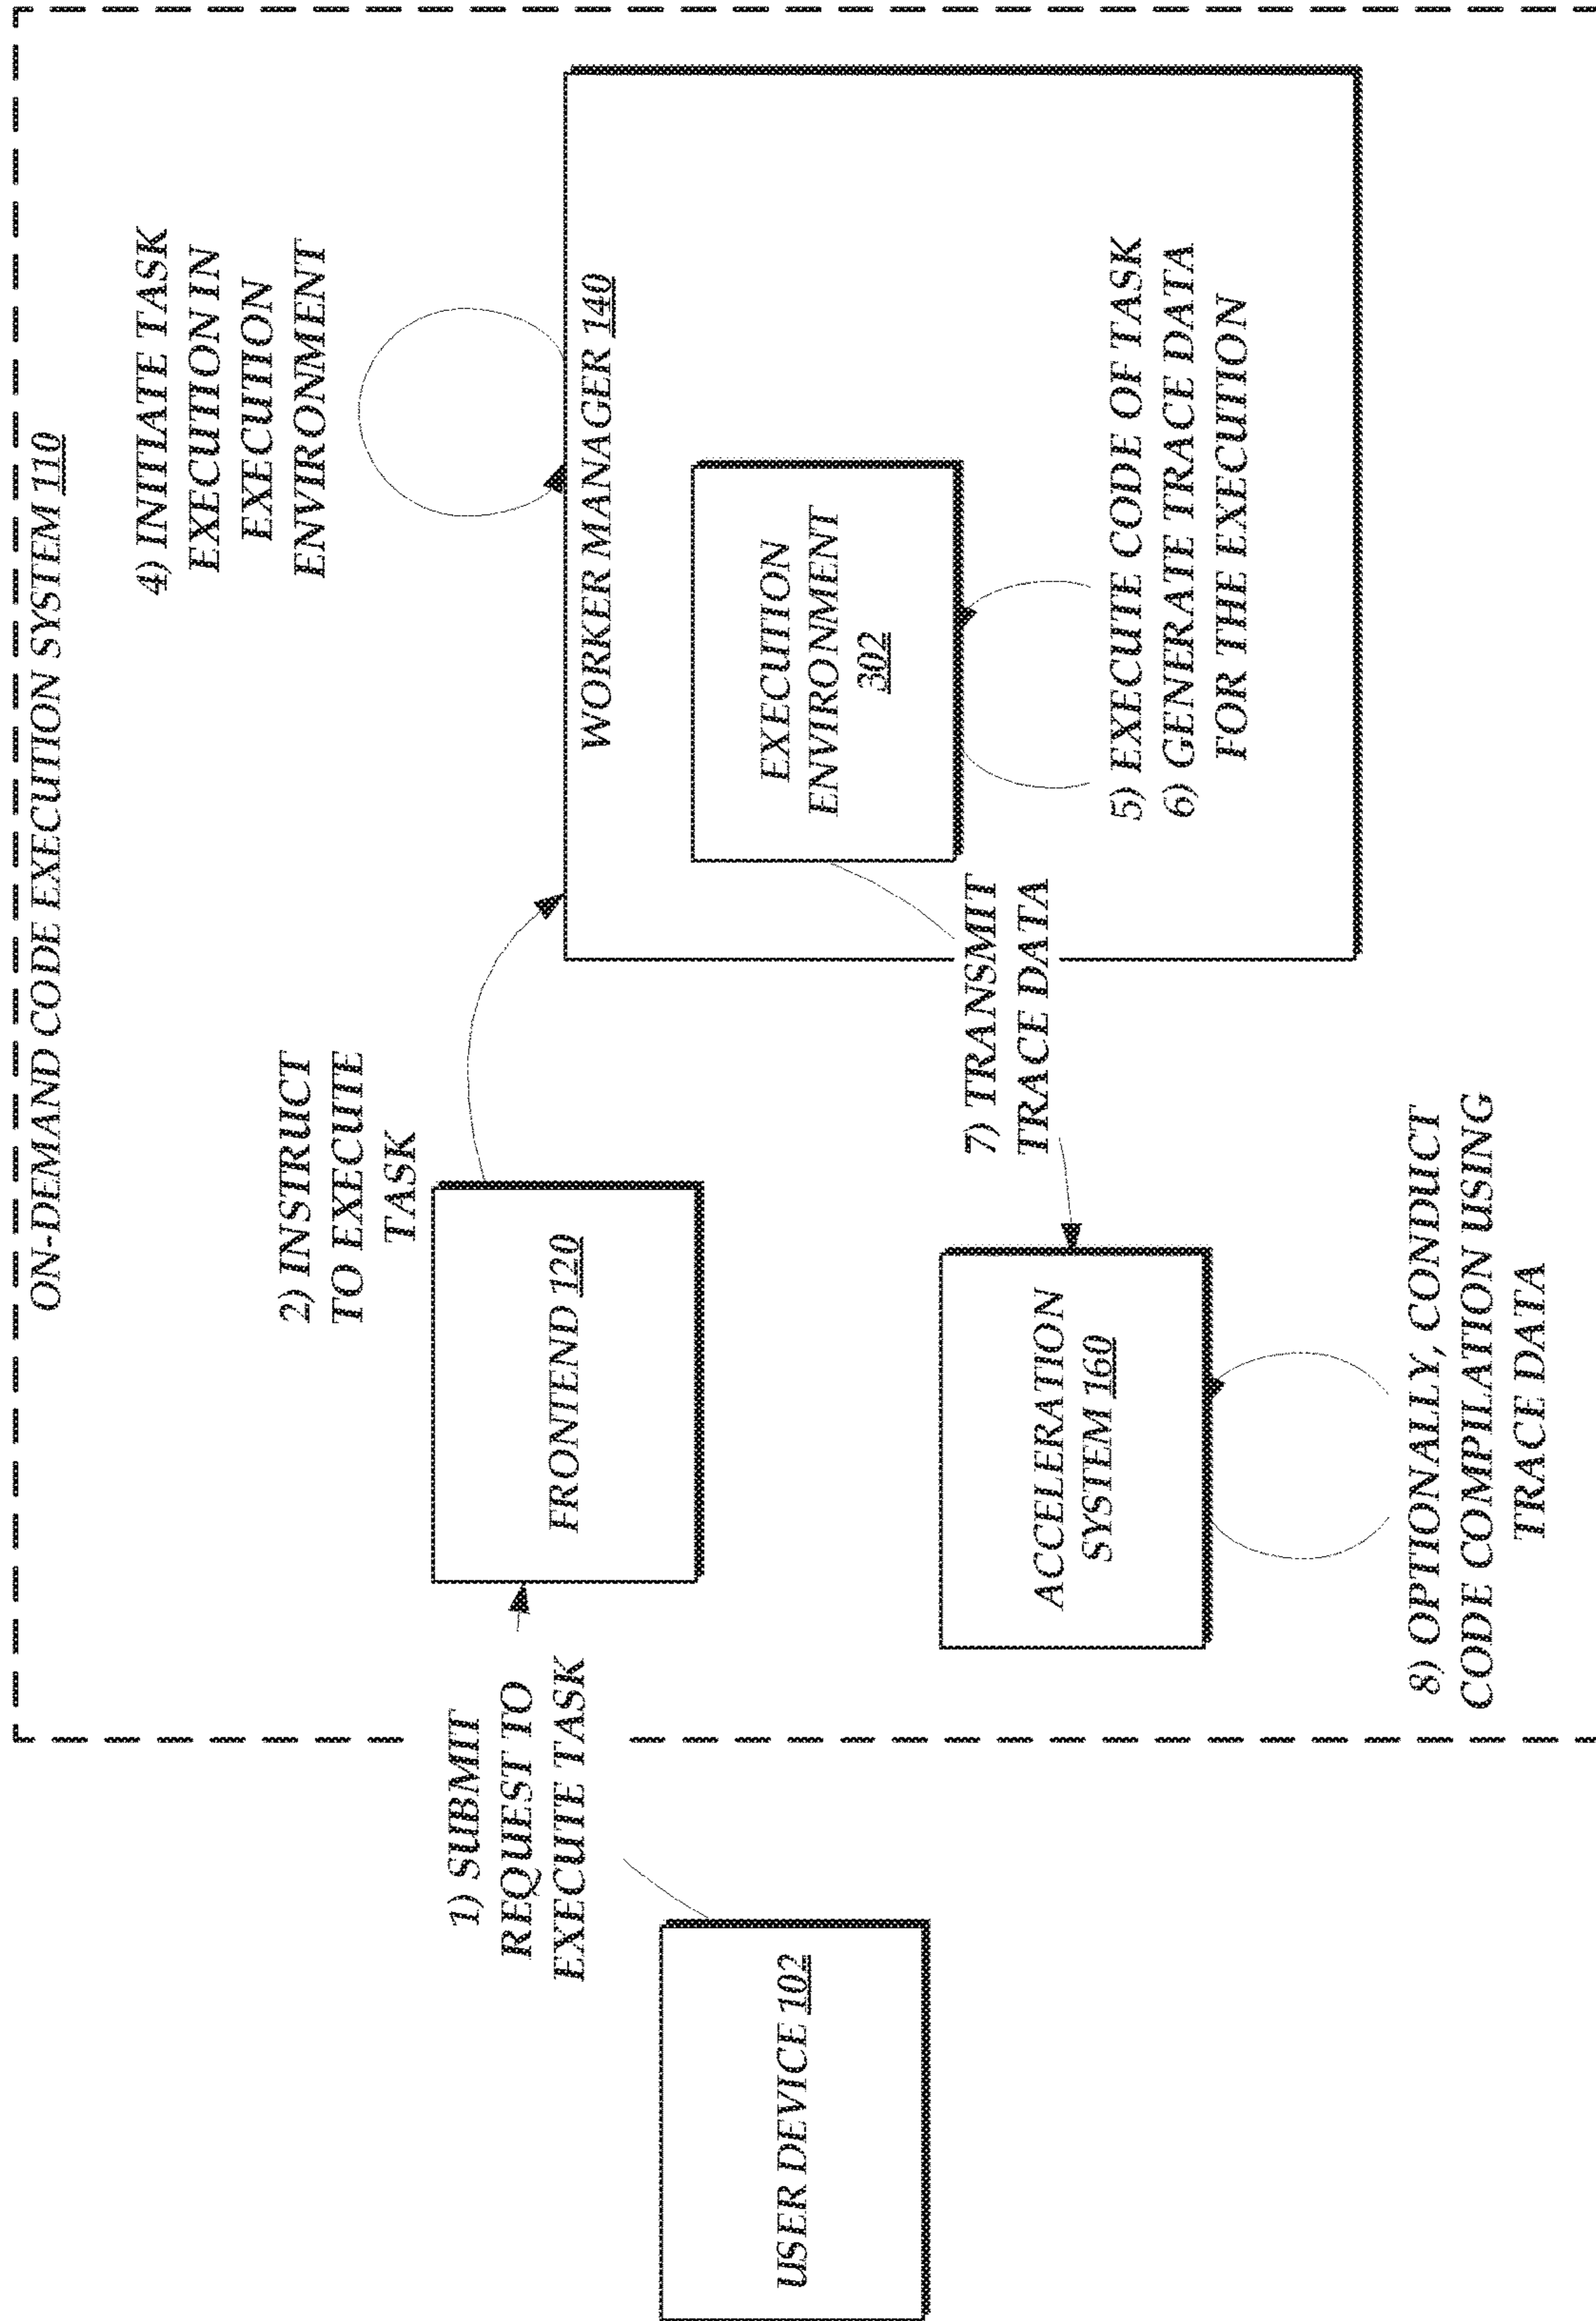 ON-DEMAND CODE EXECUTION SYSTEM 110
4) INITIATE TASK
EXECUTION IN
EXECUTION
ENVIRONMENT
2) INSTRUCT
TO EXECUTE
TASK
1) SUBMIT
REQUEST TO
EXECUTE TASK
FRONTEND 120
WORKER MANAGER 140
USER DEVICE 102
EXECUTION
ENVIRONMENT
302
7) TRANSMIT
TRACE DATA
ACCELERATION
SYSTEM 160
5) EXECUTE CODE OF TASK
6) GENERATE TRACE DATA
FOR THE EXECUTION
8) OPTIONALLY, CONDUCT
CODE COMPILATION USING
TRACE DATA